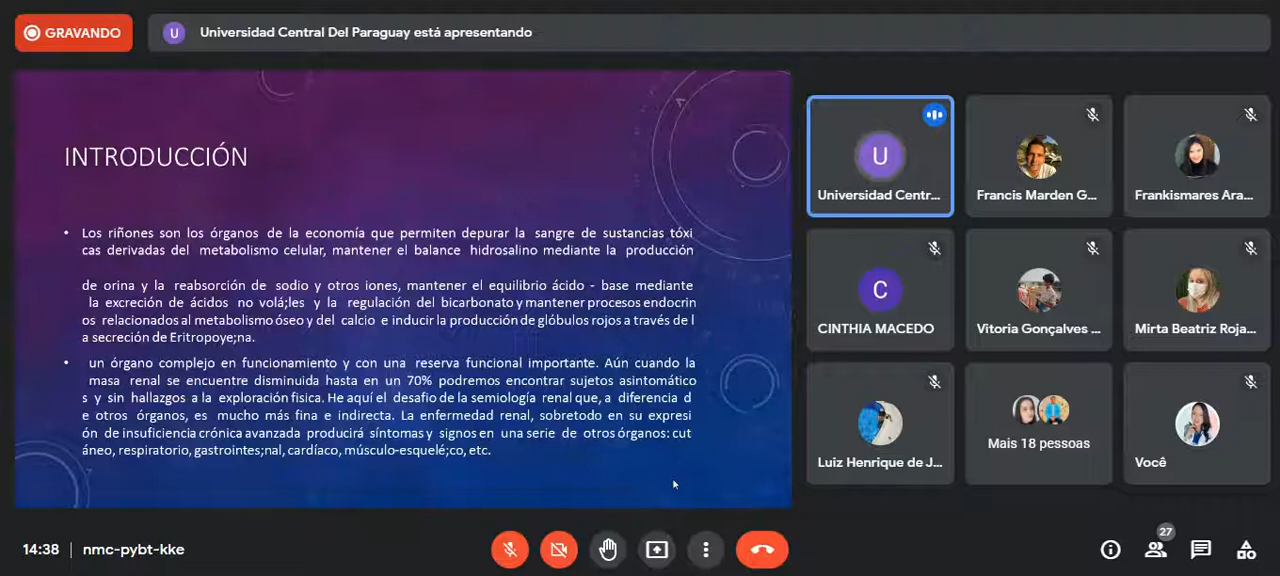 GRAVANDO
U
Universidad Central Del Paraguay está apresentando
INTRODUCCIÓN
• Los riñones son los órganos de la economía que permiten depurar la sangre de sustancias tóxi
cas derivadas del metabolismo celular, mantener el balance hidrosalino mediante la producción
de orina y la reabsorción de sodio y otros iones, mantener el equilibrio ácido - base mediante
la excreción de ácidos no volá;les y la regulación del bicarbonato y mantener procesos endocrin
os relacionados al metabolismo óseo y del calcio e inducir la producción de glóbulos rojos a través de l
a secreción de Eritropoye;na.
• un órgano complejo en funcionamiento y con una reserva funcional importante. Aún cuando la
masa renal se encuentre disminuida hasta en un 70% podremos encontrar sujetos asintomático
s y sin hallazgos a la exploración fisica. He aquí el desafio de la semiología renal que, a diferencia d
e otros órganos, es mucho más fina e indirecta. La enfermedad renal, sobretodo en su expresi
ón de insuficiencia crónica avanzada producirá síntomas y signos en una serie de otros órganos: cut
áneo, respiratorio, gastrointes;nal, cardíaco, músculo-esquelé;co, etc.
U
Universidad Centr...
Francis Marden G...
Frankismares Ara...
C
CINTHIA MACEDO
Vitoria Gonçalves ...
Mirta Beatriz Roja...
Luiz Henrique de J...
Mais 18 pessoas
Você
14:38 | nmc-pybt-kke
27